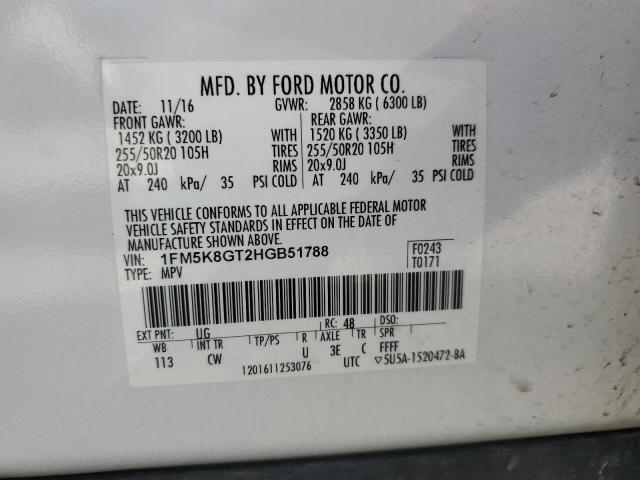 MFD. BY FORD MOTOR CO.
DATE: 11/16 GVWR: 2858 KG ( 6300 LB)
FRONT GAWR: REAR GAWR:
1452 KG ( 3200 LB) 1520 KG ( 3350 LB)
255/50R20 105H TIRES 255/50R20 105H TIRES
20x9.0J RIMS 20x9.0J RIMS
AT 240 kPa/ 35 PSI COLD AT 240 kPa/ 35 PSI COLD
THIS VEHICLE CONFORMS TO ALL APPLICABLE FEDERAL MOTOR
VEHICLE SAFETY STANDARDS IN EFFECT ON THE DATE OF
MANUFACTURE SHOWN ABOVE.
VIN: 1FM5K8GT2HGB51788 F0243
TYPE: MPV T0171
EXT PNT: UG RC: 48 DSO:
WB INT TR TP/PS R AXLE TR SPR
113 CW U 3E C FFFF
1201611253076 UTC ▽5U5A-1520472-BA